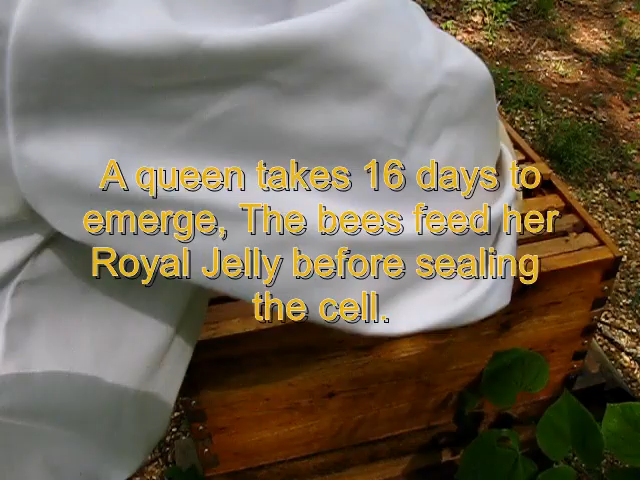 A queen takes 16 days to
emerge, The bees feed her
Royal Jelly before sealing
the cell.